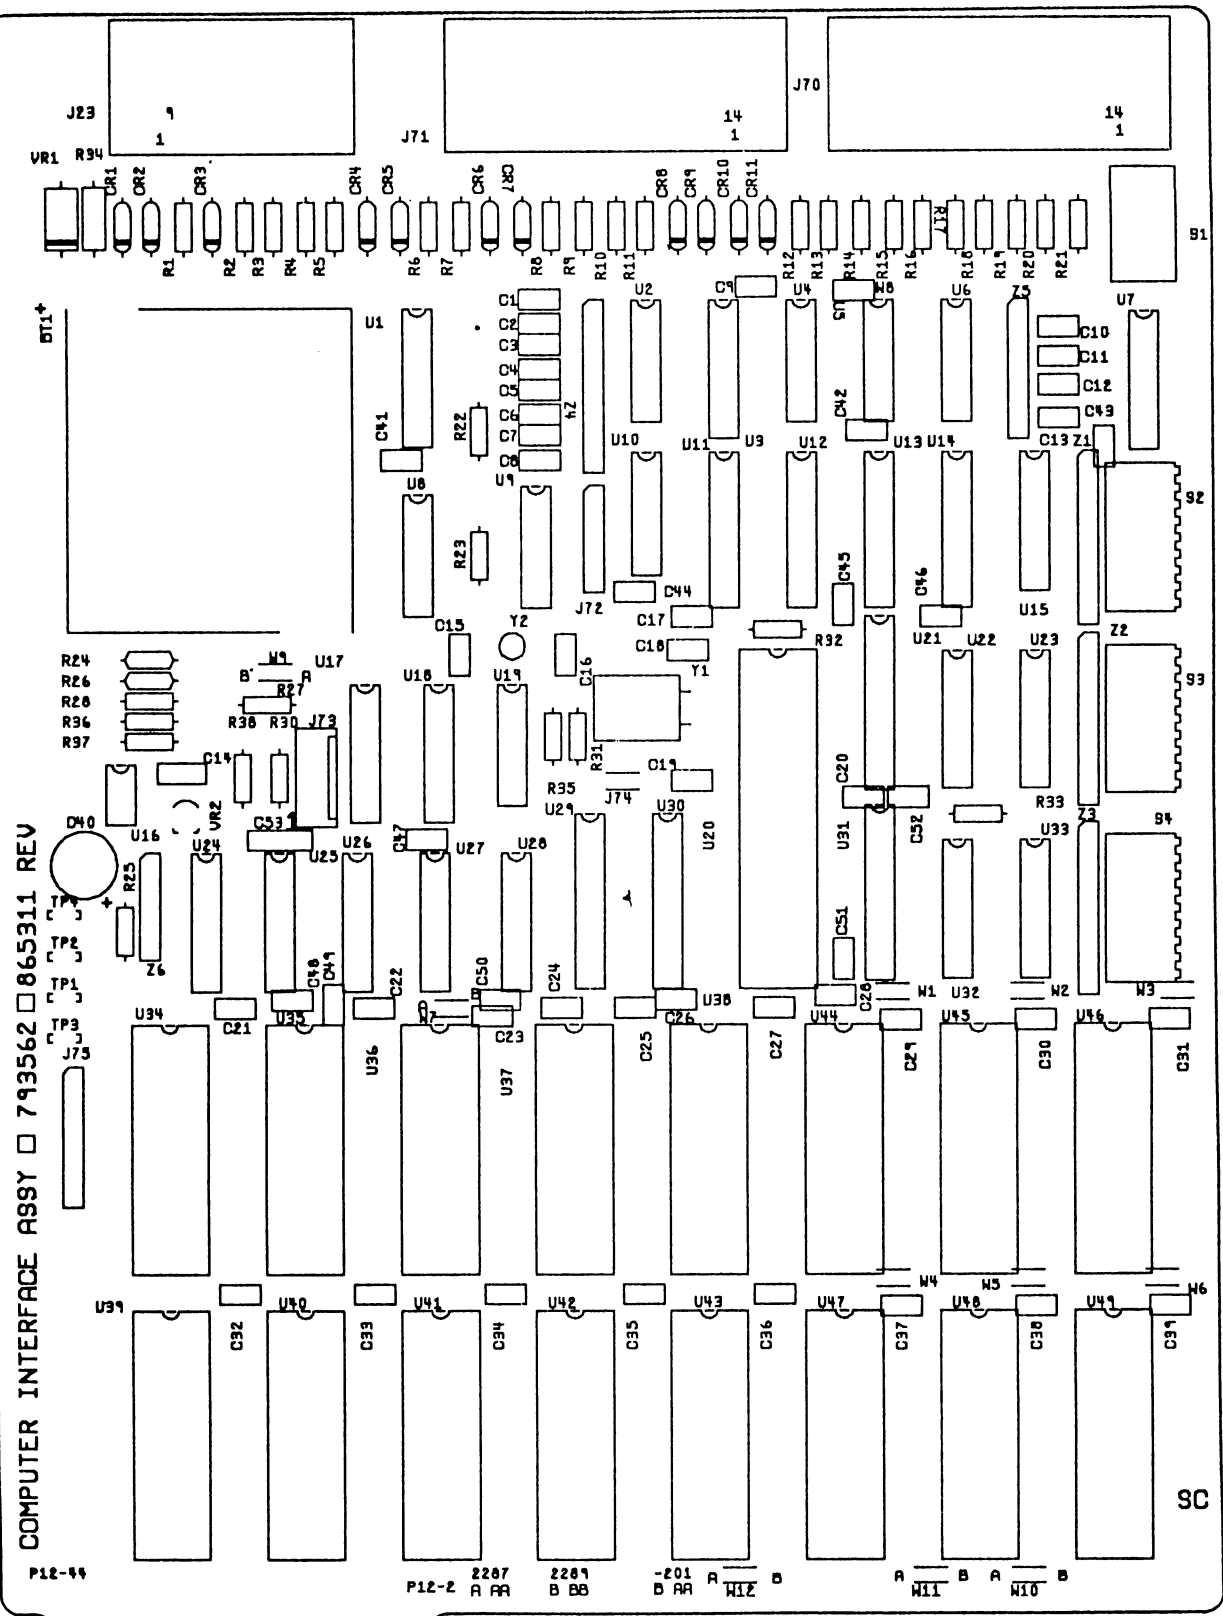 J23
9
1
J71
14
1
J70
14
1
VR1
R34
CR1
CR2
CR3
CR4
CR5
CR6
CR7
CR8
CR9
CR10
CR11
S1
R1
R2
R3
R4
R5
R6
R7
R8
R9
R10
R11
R12
R13
R14
R15
R16
R17
R18
R19
R20
R21
BT1+
U1
C1
C2
C3
C4
C5
C6
C7
C8
Z4
U2
C9
U4
U5
W8
U6
Z5
U7
C10
C11
C12
C43
C13
Z1
C41
R22
C42
U8
U9
U10
U11
U3
U12
U13
U14
S2
R23
J72
C44
C17
C18
C45
C46
U15
C15
Y2
C16
Y1
R32
U21
U22
U23
Z2
R24
R26
R28
R36
R37
W9
B
A
U17
R27
R38
R30
J73
U18
U19
S3
C14
R35
R31
J74
C19
C20
R33
Z3
U16
VR2
C53
1
C47
U29
U30
U20
U31
C52
U33
S4
C40
+
R25
U24
U25
U26
U27
U28
TP4
TP2
TP1
TP3
Z6
C48
C49
C22
C50
C24
C51
C28
W1
U32
W2
W3
U34
C21
U35
U36
A
B
W7
C23
U37
C25
C26
U38
C27
U44
C29
U45
C30
U46
C31
J75
U39
C32
U40
C33
U41
C34
U42
C35
U43
C36
U47
C37
W4
U48
W5
C38
U49
C39
W6
COMPUTER INTERFACE ASSY □ 793562 □ 865311 REV
SC
P12-44
P12-2
2287
A AA
2289
B BB
-201
B AA
A
W12
B
A
W11
B
A
W10
B